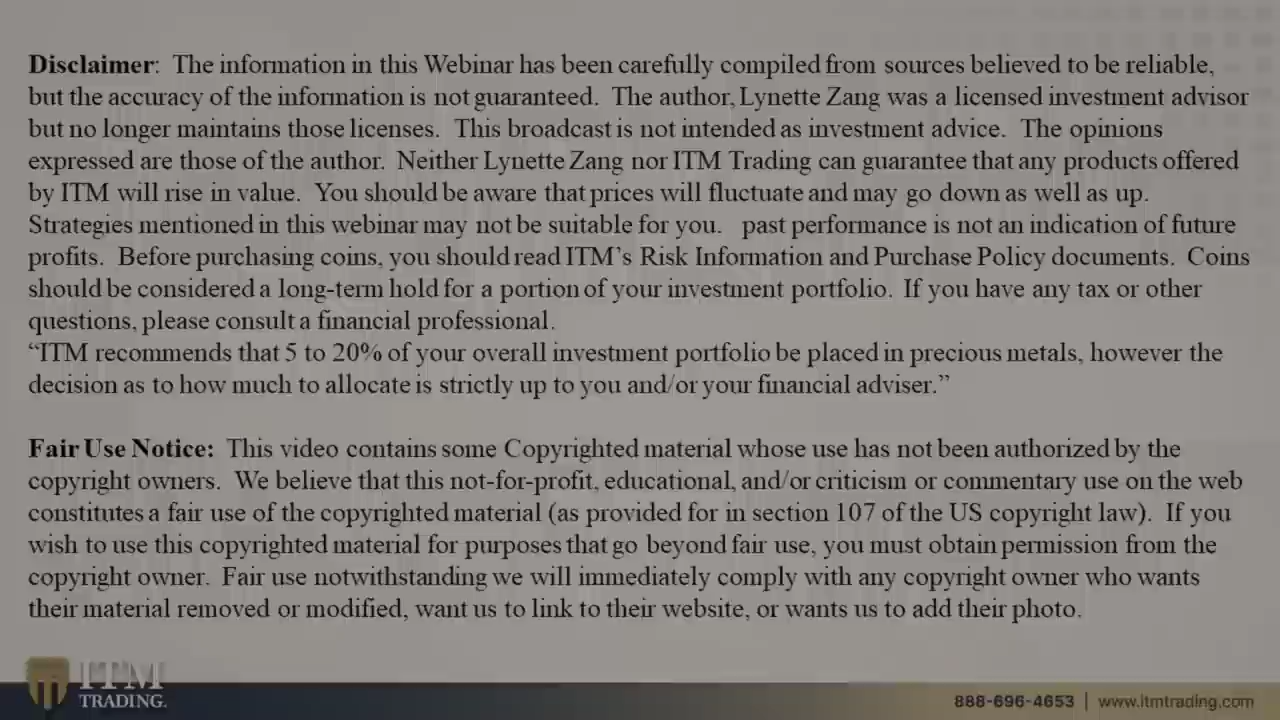 Disclaimer: The information in this Webinar has been carefully compiled from sources believed to be reliable,
but the accuracy of the information is not guaranteed. The author, Lynette Zang was a licensed investment advisor
but no longer maintains those licenses. This broadcast is not intended as investment advice. The opinions
expressed are those of the author. Neither Lynette Zang nor ITM Trading can guarantee that any products offered
by ITM will rise in value. You should be aware that prices will fluctuate and may go down as well as up.
Strategies mentioned in this webinar may not be suitable for you. past performance is not an indication of future
profits. Before purchasing coins, you should read ITM’s Risk Information and Purchase Policy documents. Coins
should be considered a long-term hold for a portion of your investment portfolio. If you have any tax or other
questions, please consult a financial professional.
“ITM recommends that 5 to 20% of your overall investment portfolio be placed in precious metals, however the
decision as to how much to allocate is strictly up to you and/or your financial adviser.”
Fair Use Notice: This video contains some Copyrighted material whose use has not been authorized by the
copyright owners. We believe that this not-for-profit, educational, and/or criticism or commentary use on the web
constitutes a fair use of the copyrighted material (as provided for in section 107 of the US copyright law). If you
wish to use this copyrighted material for purposes that go beyond fair use, you must obtain permission from the
copyright owner. Fair use notwithstanding we will immediately comply with any copyright owner who wants
their material removed or modified, want us to link to their website, or wants us to add their photo.
ITM
TRADING.
888-696-4653 | www.itmtrading.com